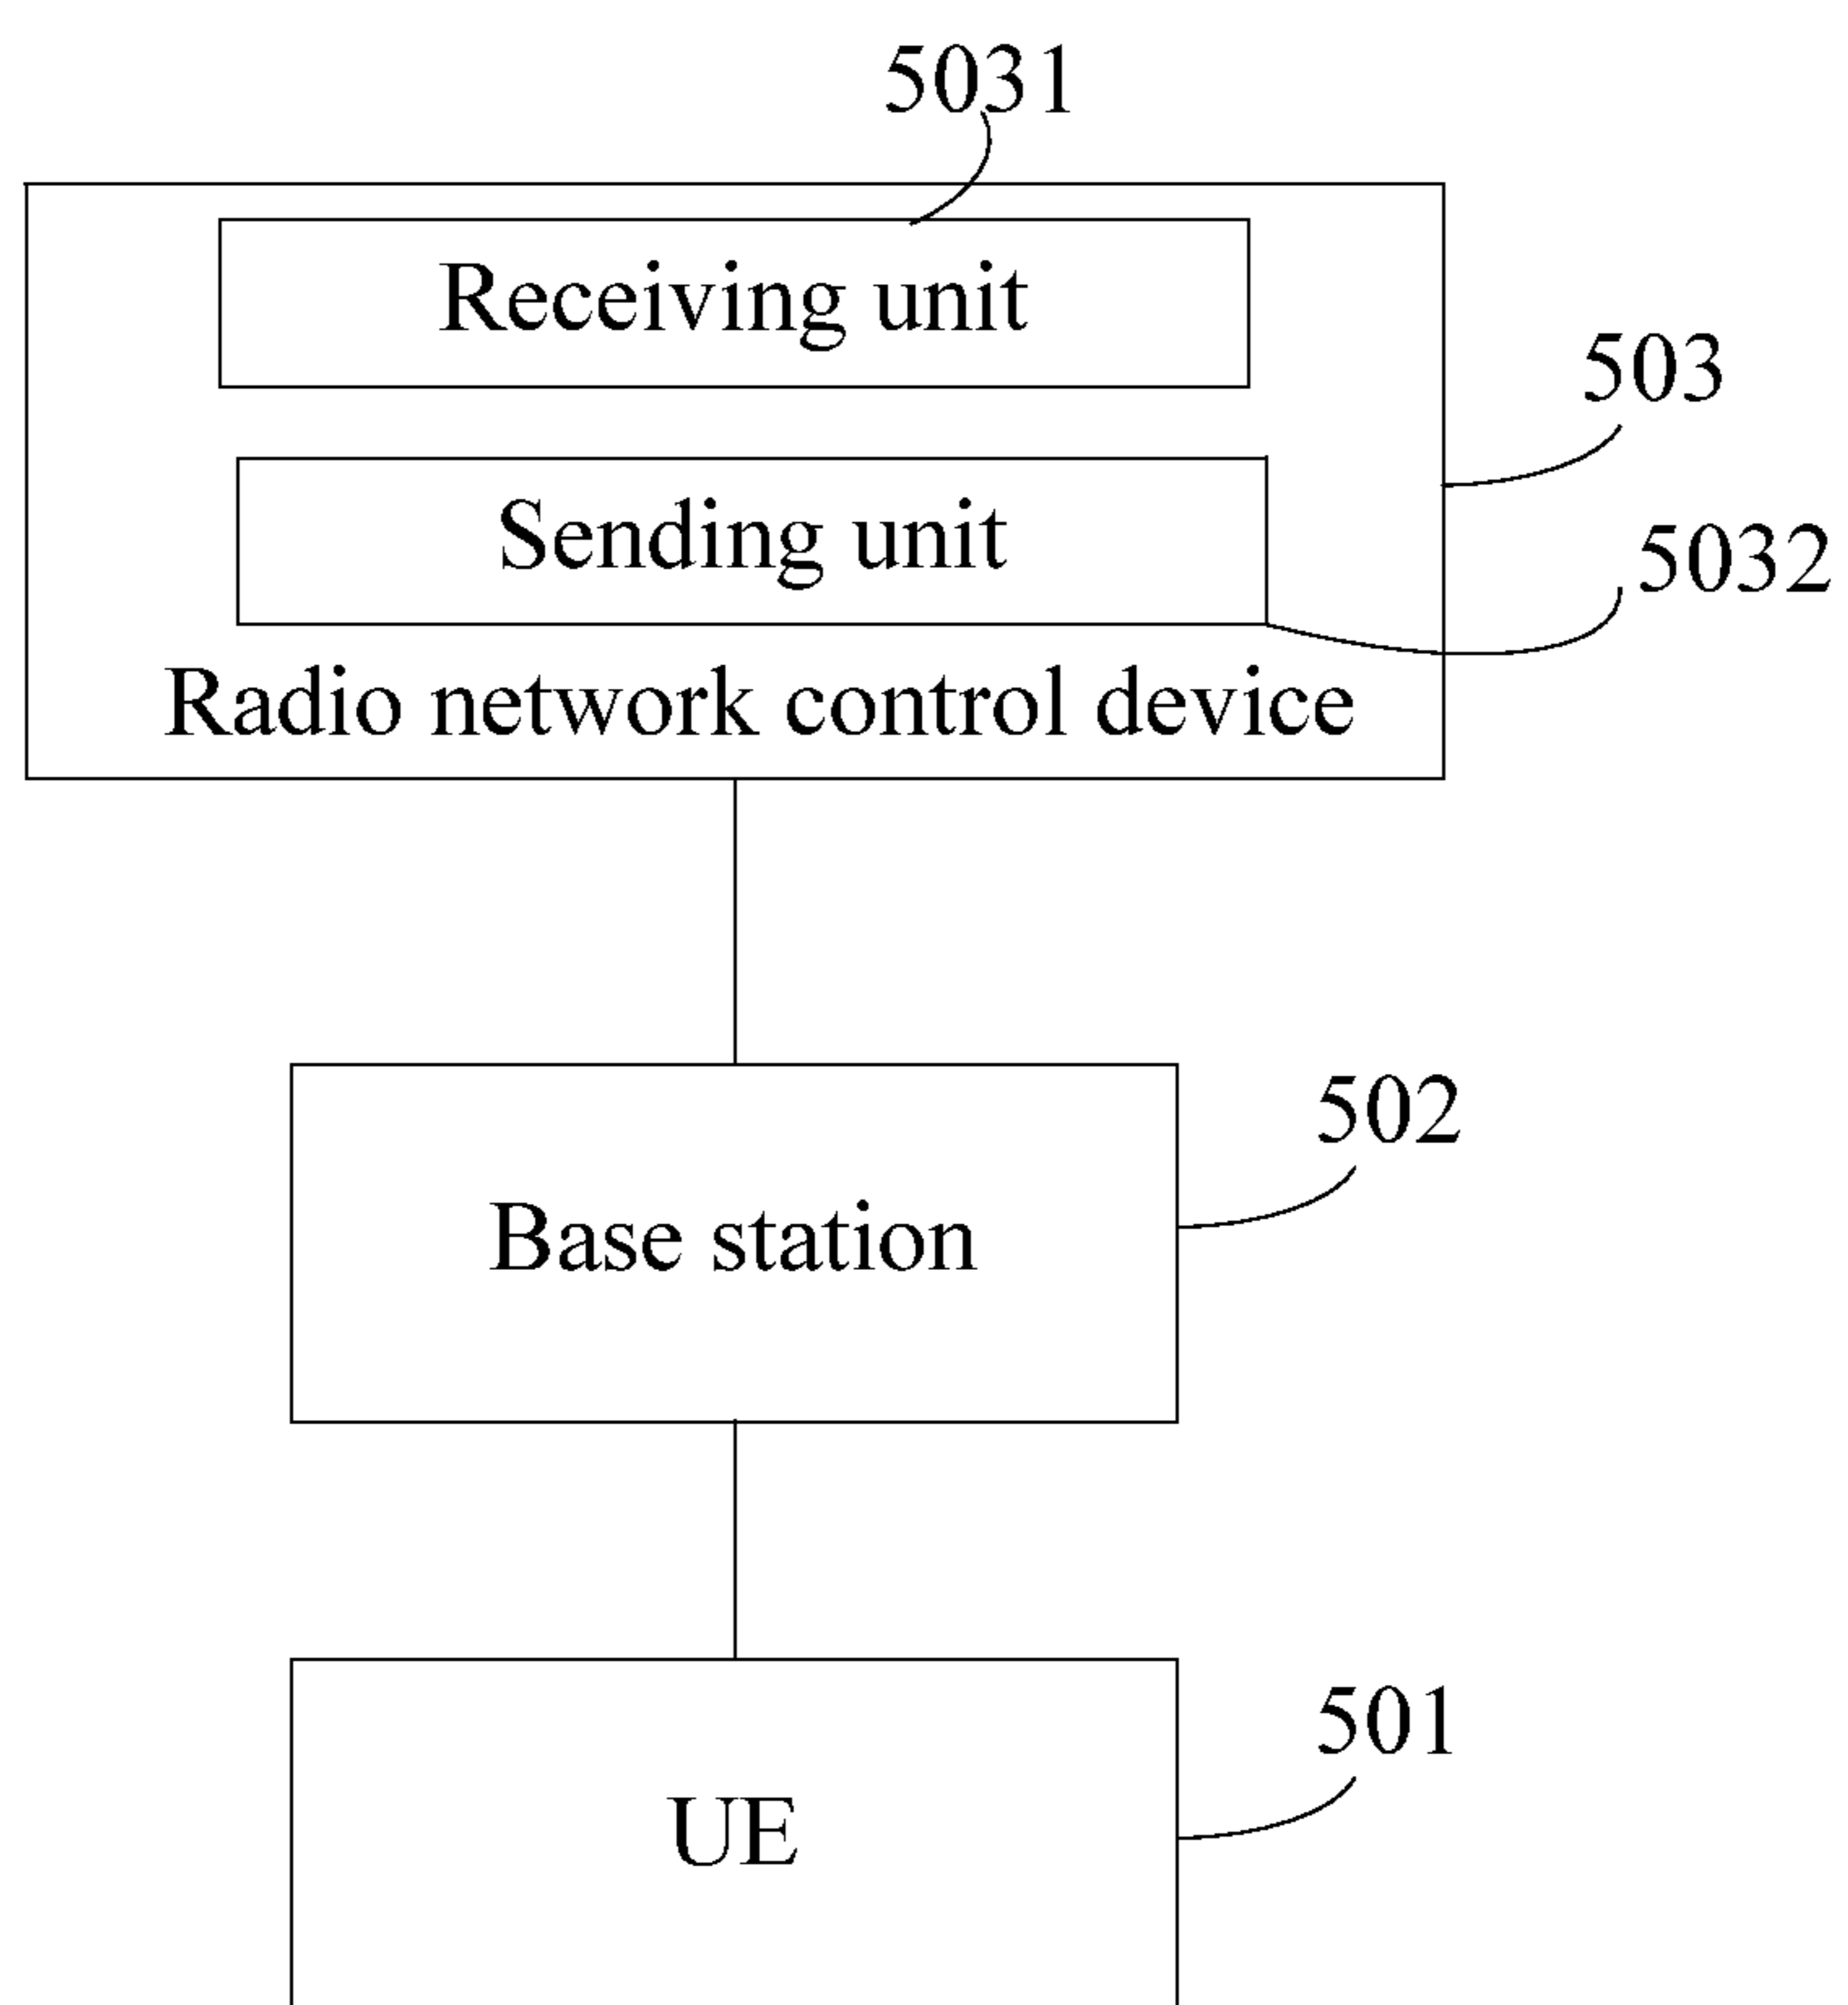 5031
Receiving unit
503
Sending unit
5032
Radio network control device
502
Base station
501
UE